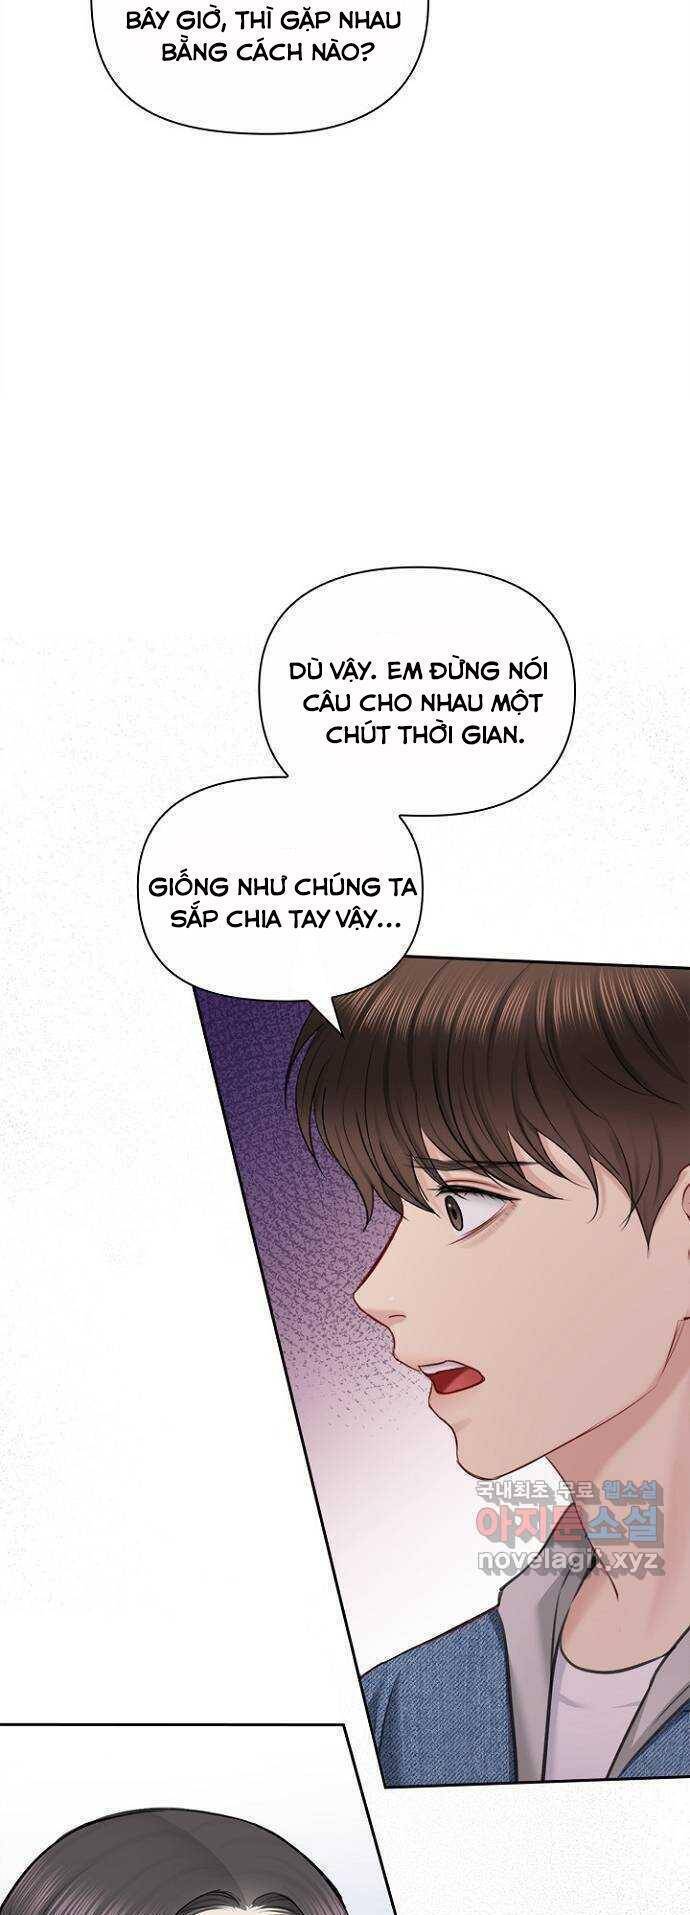 BÂY GIỜ, THÌ GẶP NHAU
BẰNG CÁCH NÀO?
DÙ VẬY. EM ĐỪNG NÓI
CÂU CHO NHAU MỘT
CHÚT THỜI GIAN.
GIỐNG NHƯ CHÚNG TA
SẮP CHIA TAY VẬY...
국내최초 무료 웹소설
아지툰소설
novelagit.xyz